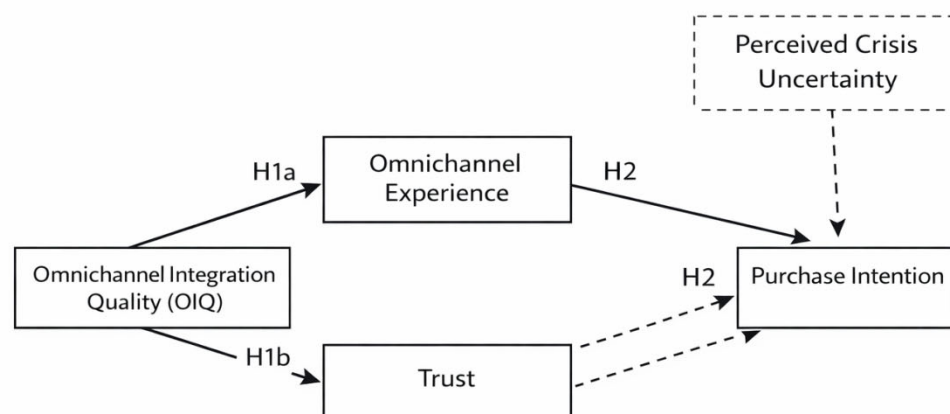 Perceived Crisis
Uncertainty
H1a
Omnichannel
Experience
H2
Omnichannel Integration
Quality (OIQ)
H2
Purchase Intention
H1b
Trust